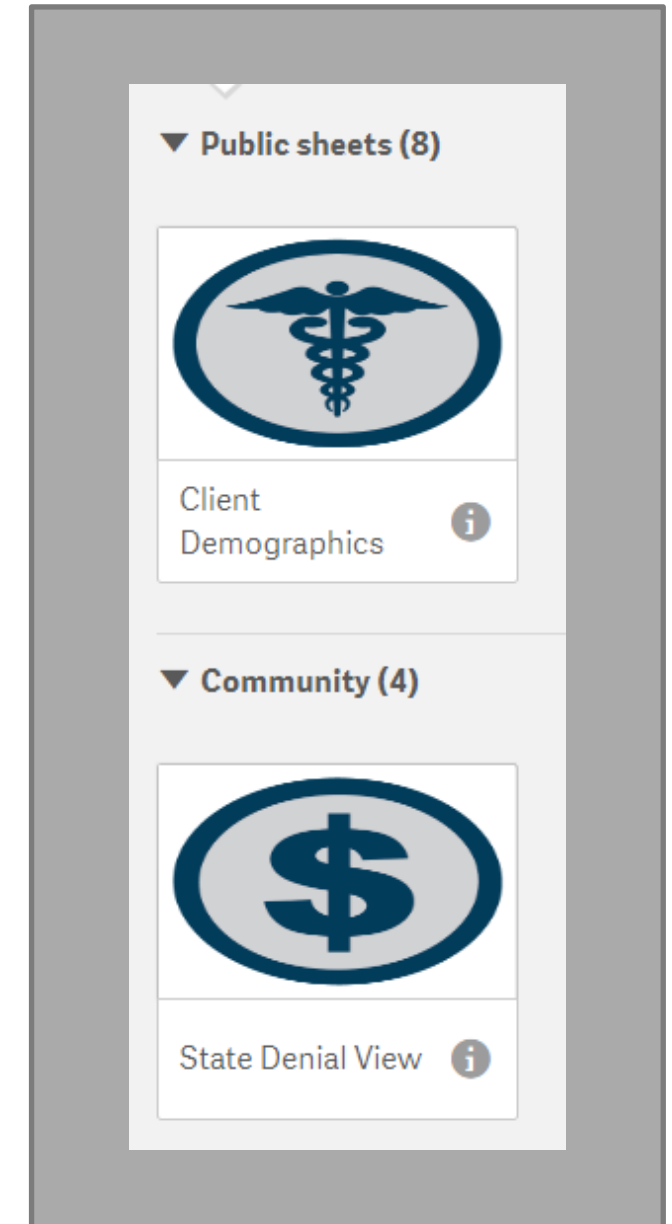 Public sheets (8)
Client
Demographics
Community (4)
$
State Denial View